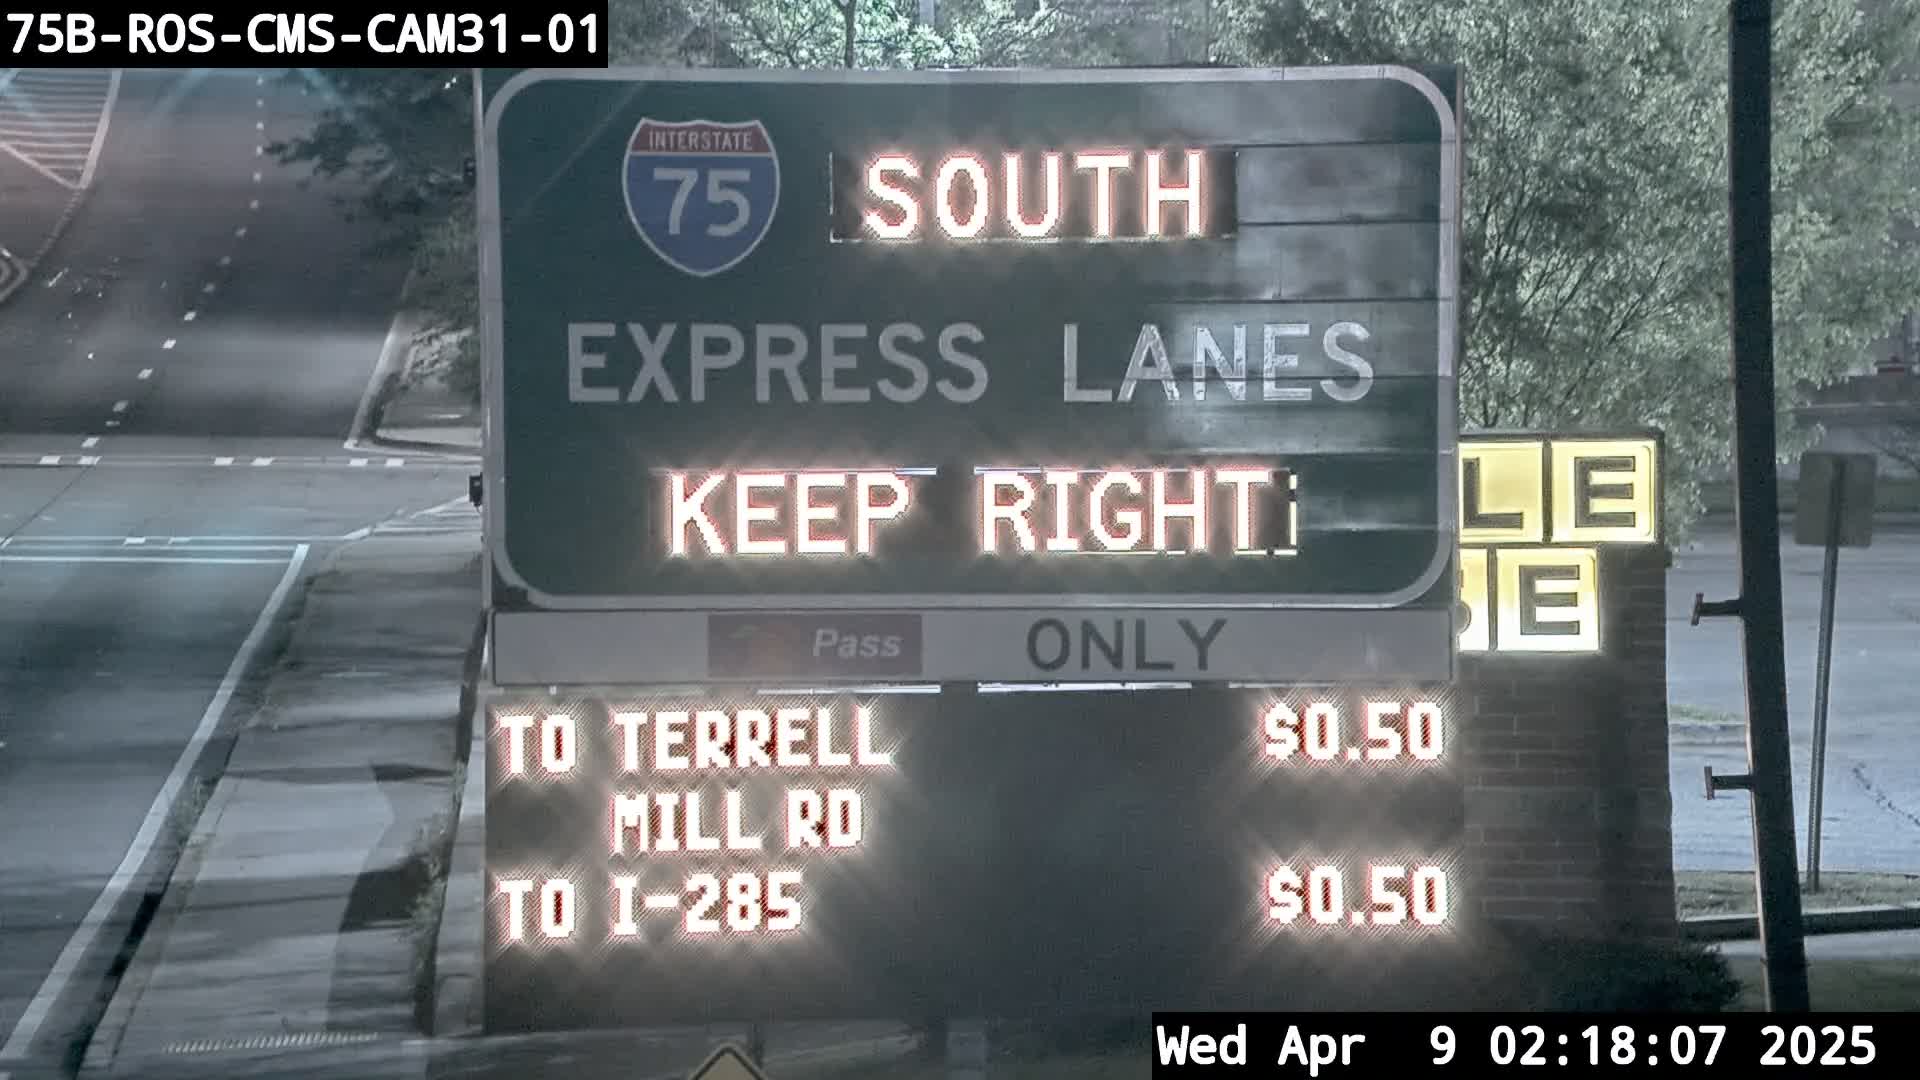 75B-ROS-CMS-CAM31-01
INTERSTATE
75
SOUTH
EXPRESS LANES
KEEP RIGHT
LE
E
Pass ONLY
TO TERRELL $0.50
MILL RD
TO I-285 $0.50
Wed Apr 9 02:18:07 2025